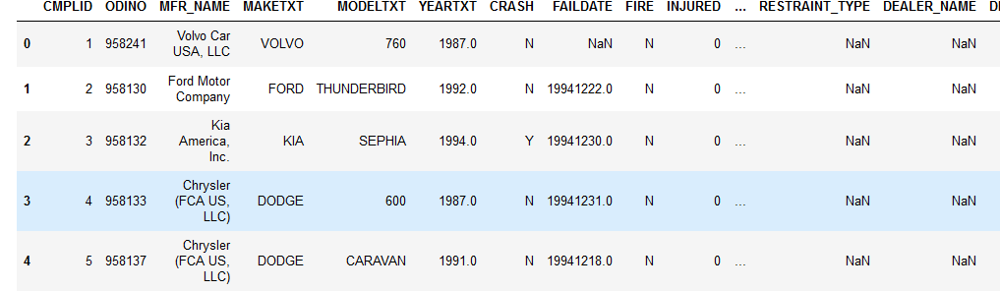 CMPLID ODINO MFR_NAME MAKETXT MODELTXT YEARTXT CRASH FAILDATE FIRE INJURED ... RESTRAINT_TYPE DEALER_NAME
0 1 958241 Volvo Car USA, LLC VOLVO 760 1987.0 N NaN N 0 ... NaN NaN
1 2 958130 Ford Motor Company FORD THUNDERBIRD 1992.0 N 19941222.0 N 0 ... NaN NaN
2 3 958132 Kia America, Inc. KIA SEPHIA 1994.0 Y 19941230.0 N 0 ... NaN NaN
3 4 958133 Chrysler (FCA US, LLC) DODGE 600 1987.0 N 19941231.0 N 0 ... NaN NaN
4 5 958137 Chrysler (FCA US, LLC) DODGE CARAVAN 1991.0 N 19941218.0 N 0 ... NaN NaN